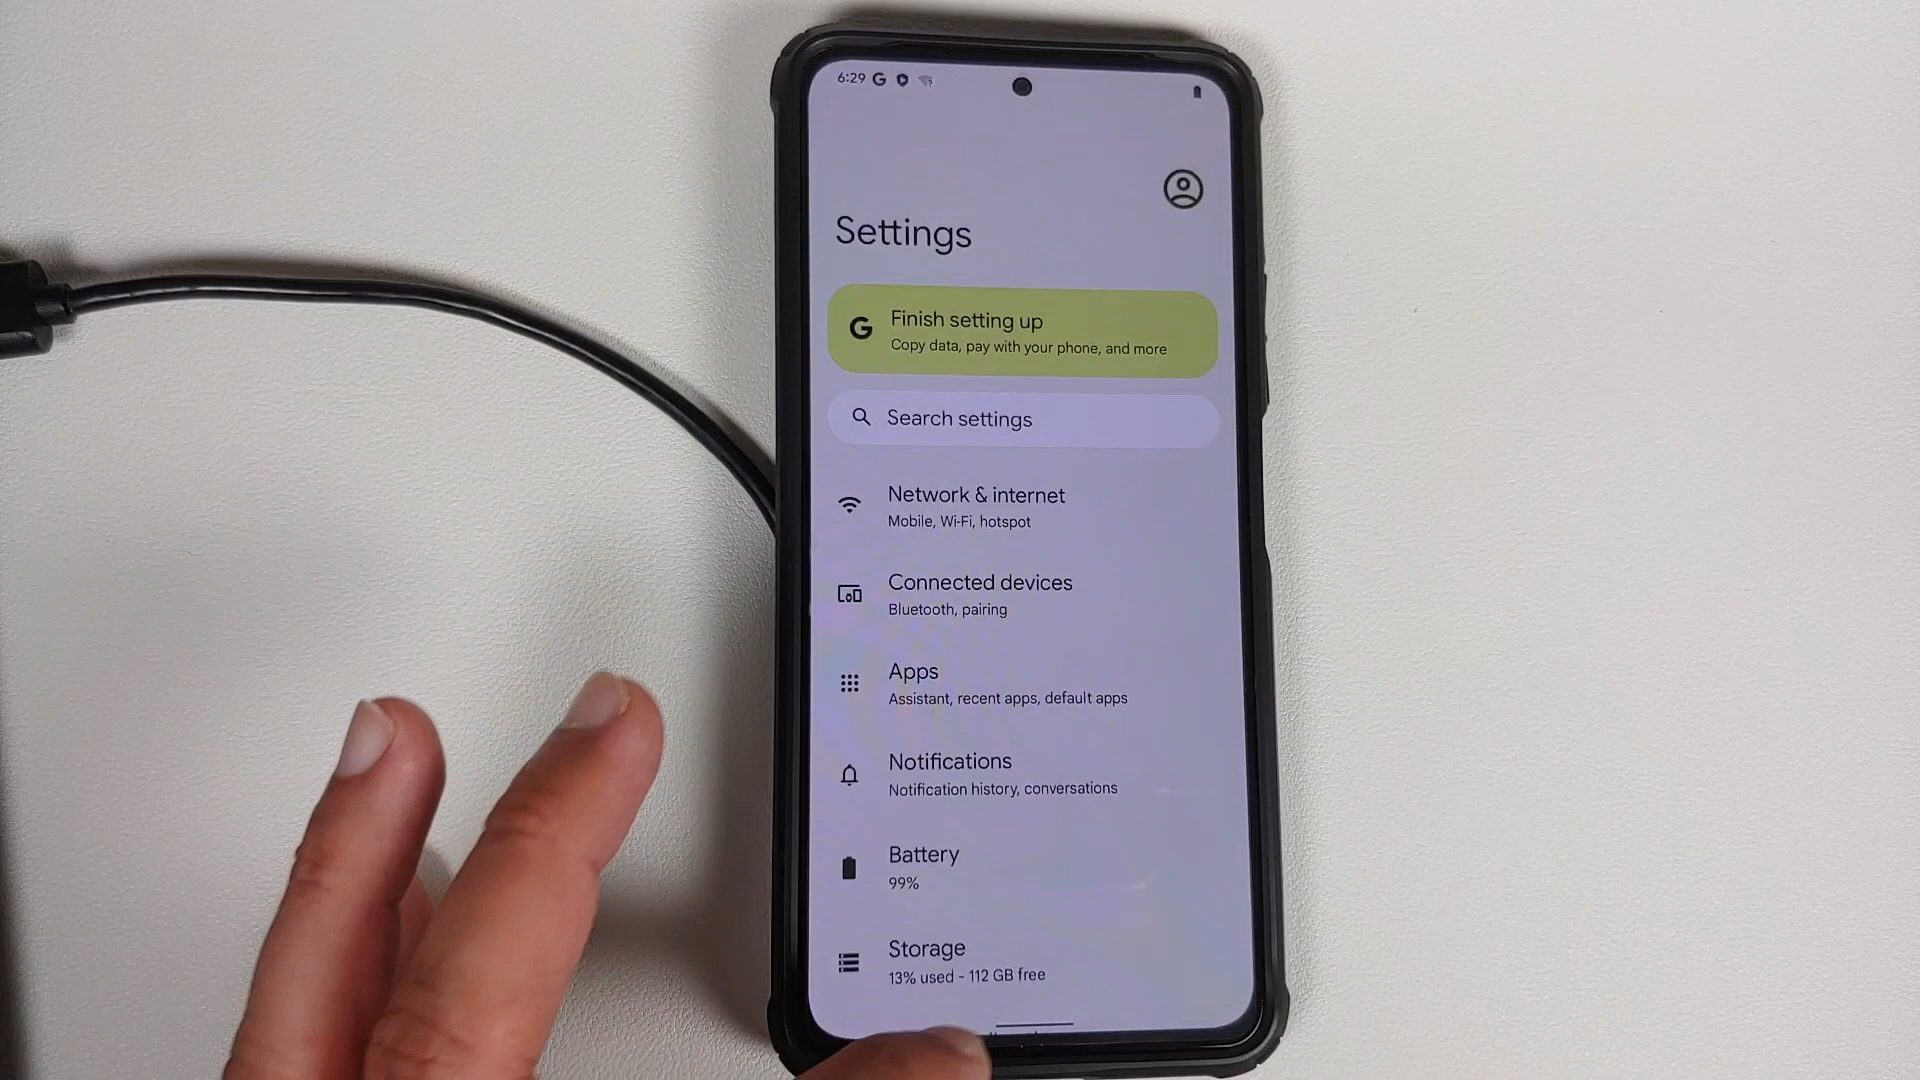 6:29
Settings
Finish setting up
Copy data, pay with your phone, and more
Search settings
Network & internet
Mobile, Wi-Fi, hotspot
Connected devices
Bluetooth, pairing
Apps
Assistant, recent apps, default apps
Notifications
Notification history, conversations
Battery
99%
Storage
13% used - 112 GB free